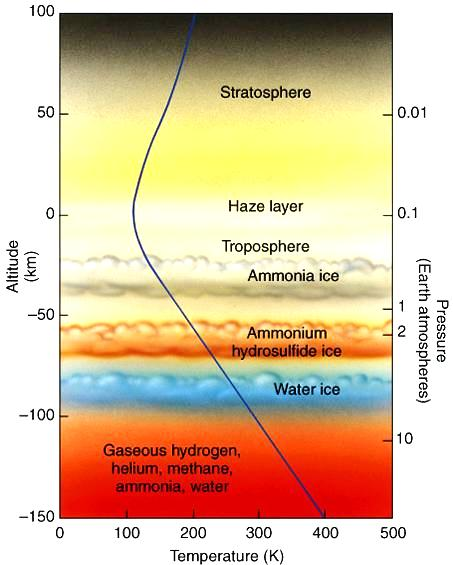 100
50
0
−50
−100
−150
Altitude
(km)
Stratosphere
Haze layer
Troposphere
Ammonia ice
Ammonium
hydrosulfide ice
Water ice
Gaseous hydrogen,
helium, methane,
ammonia, water
0.01
0.1
1
2
10
Pressure
(Earth atmospheres)
0 100 200 300 400 500
Temperature (K)